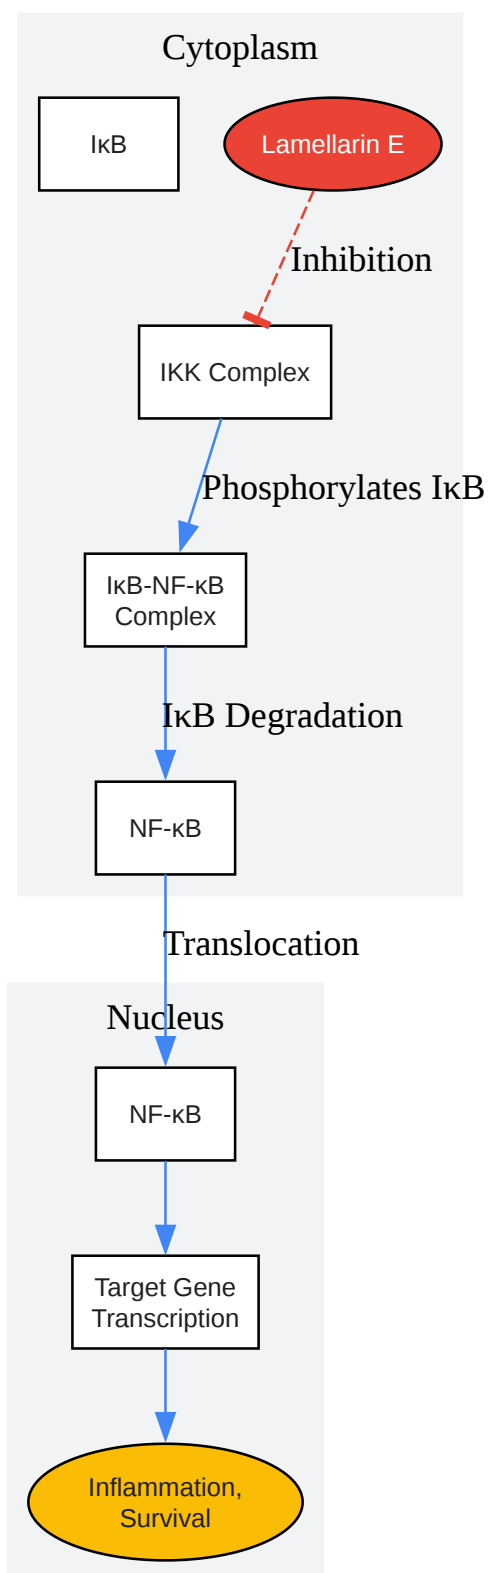 Cytoplasm
IκB
Lamellarin E
Inhibition
IKK Complex
Phosphorylates IκB
IκB-NF-κB
Complex
IκB Degradation
NF-κB
Translocation
Nucleus
NF-κB
Target Gene
Transcription
Inflammation,
Survival